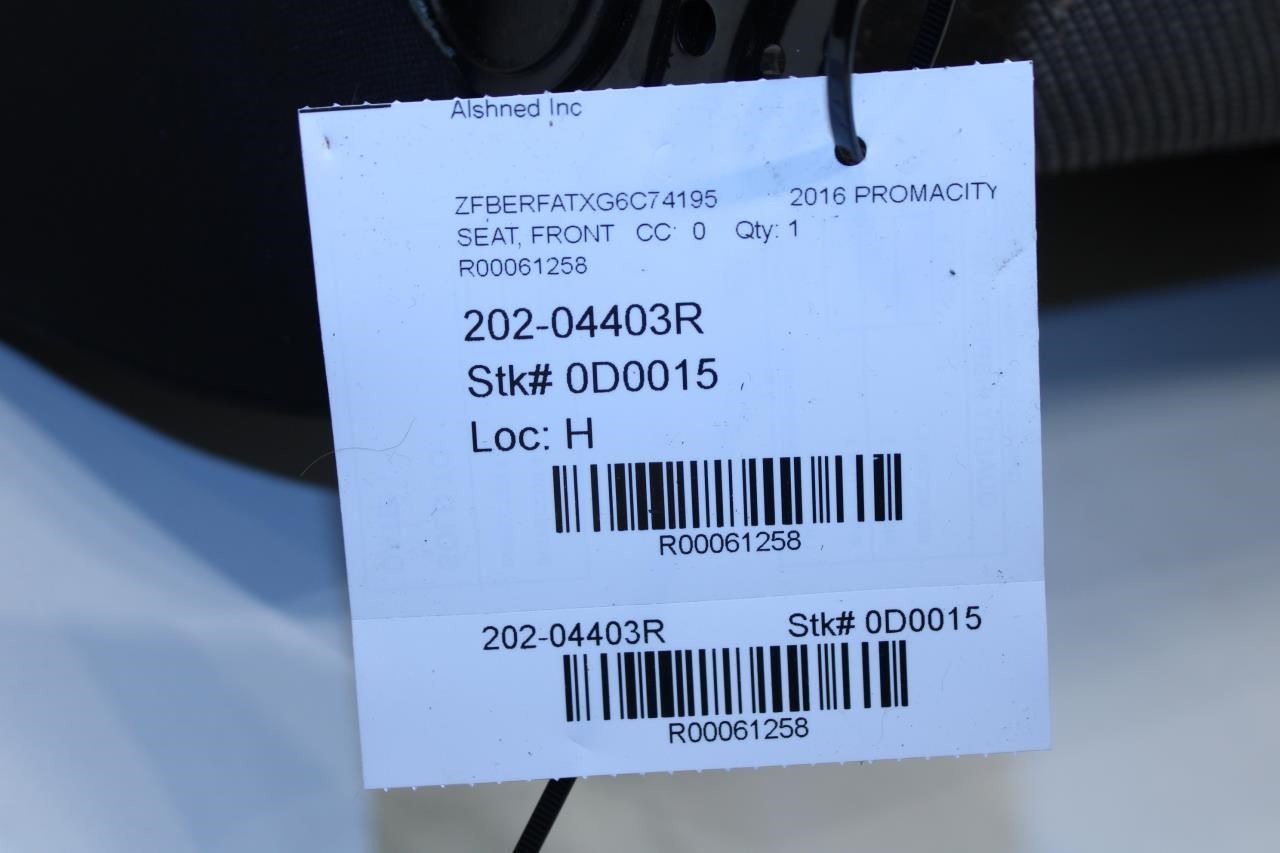 Alshned Inc
ZFBERFATXG6C74195 2016 PROMACITY
SEAT, FRONT CC: 0 Qty: 1
R00061258
202-04403R
Stk# 0D0015
Loc: H
R00061258
202-04403R Stk# 0D0015
R00061258